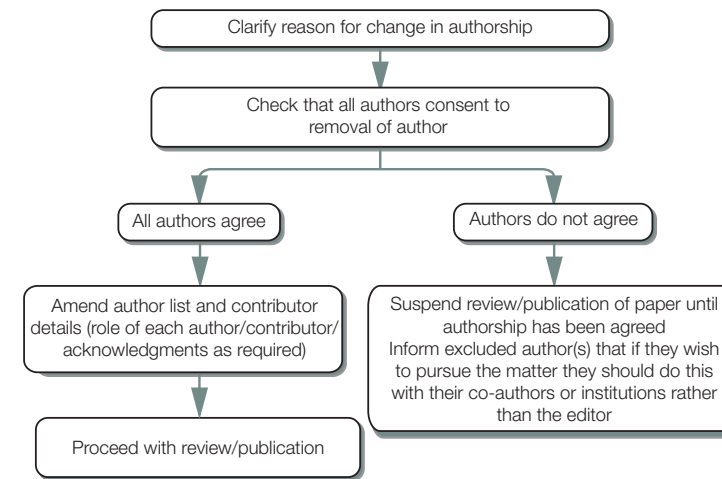 Clarify reason for change in authorship
Check that all authors consent to
removal of author
All authors agree
Authors do not agree
Amend author list and contributor
details (role of each author/contributor/
acknowledgments as required)
Suspend review/publication of paper until
authorship has been agreed
Inform excluded author(s) that if they wish
to pursue the matter they should do this
with their co-authors or institutions rather
than the editor
Proceed with review/publication